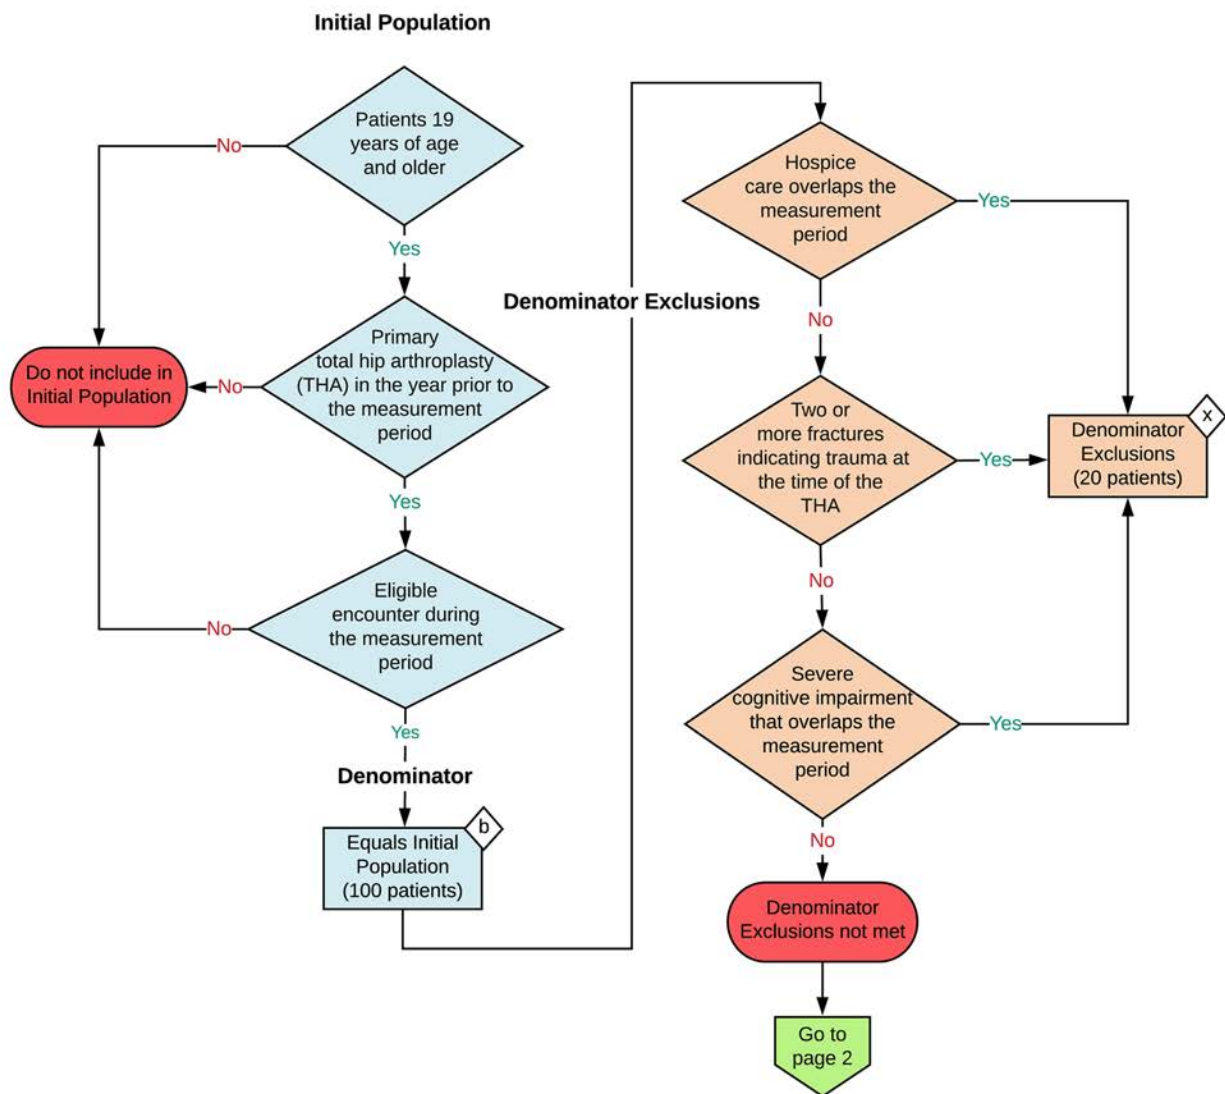 Initial Population
Patients 19
years of age
and older
No
Yes
Primary
total hip arthroplasty
(THA) in the year prior to
the measurement
period
No
Do not include in
Initial Population
Yes
Eligible
encounter during
the measurement
period
No
Yes
Denominator
Equals Initial
Population
(100 patients)
b
Denominator Exclusions
Hospice
care overlaps the
measurement
period
Yes
No
Two or
more fractures
indicating trauma at
the time of the
THA
Yes
x
Denominator
Exclusions
(20 patients)
No
Severe
cognitive impairment
that overlaps the
measurement
period
Yes
No
Denominator
Exclusions not met
Go to
page 2